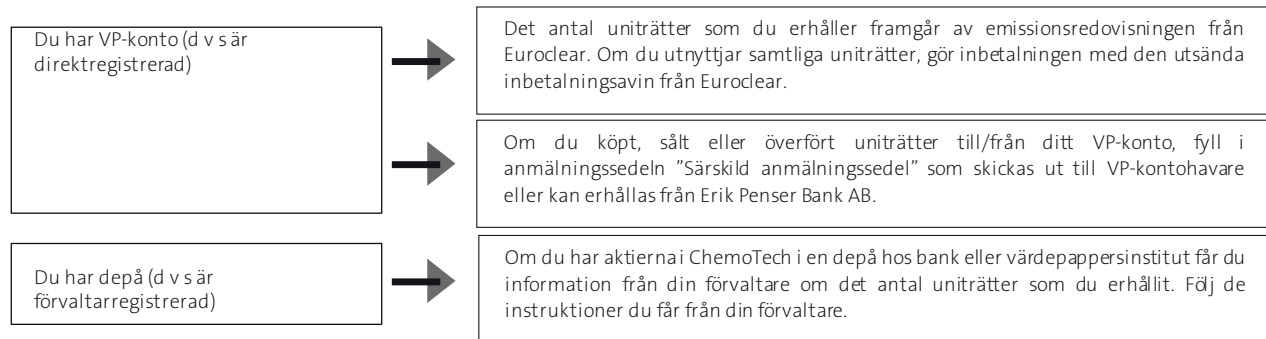 Du har VP-konto (d v s är
direktregistrerad)
Det antal uniträtter som du erhåller framgår av emissionsredovisningen från
Euroclear. Om du utnyttjar samtliga uniträtter, gör inbetalningen med den utsända
inbetalningsavin från Euroclear.
Om du köpt, sålt eller överfört uniträtter till/från ditt VP-konto, fyll i
anmälningssedeln ”Särskild anmälningssedel” som skickas ut till VP-kontohavare
eller kan erhållas från Erik Penser Bank AB.
Du har depå (d v s är
förvaltarregistrerad)
Om du har aktierna i ChemoTech i en depå hos bank eller värdepappersinstitut får du
information från din förvaltare om det antal uniträtter som du erhållit. Följ de
instruktioner du får från din förvaltare.